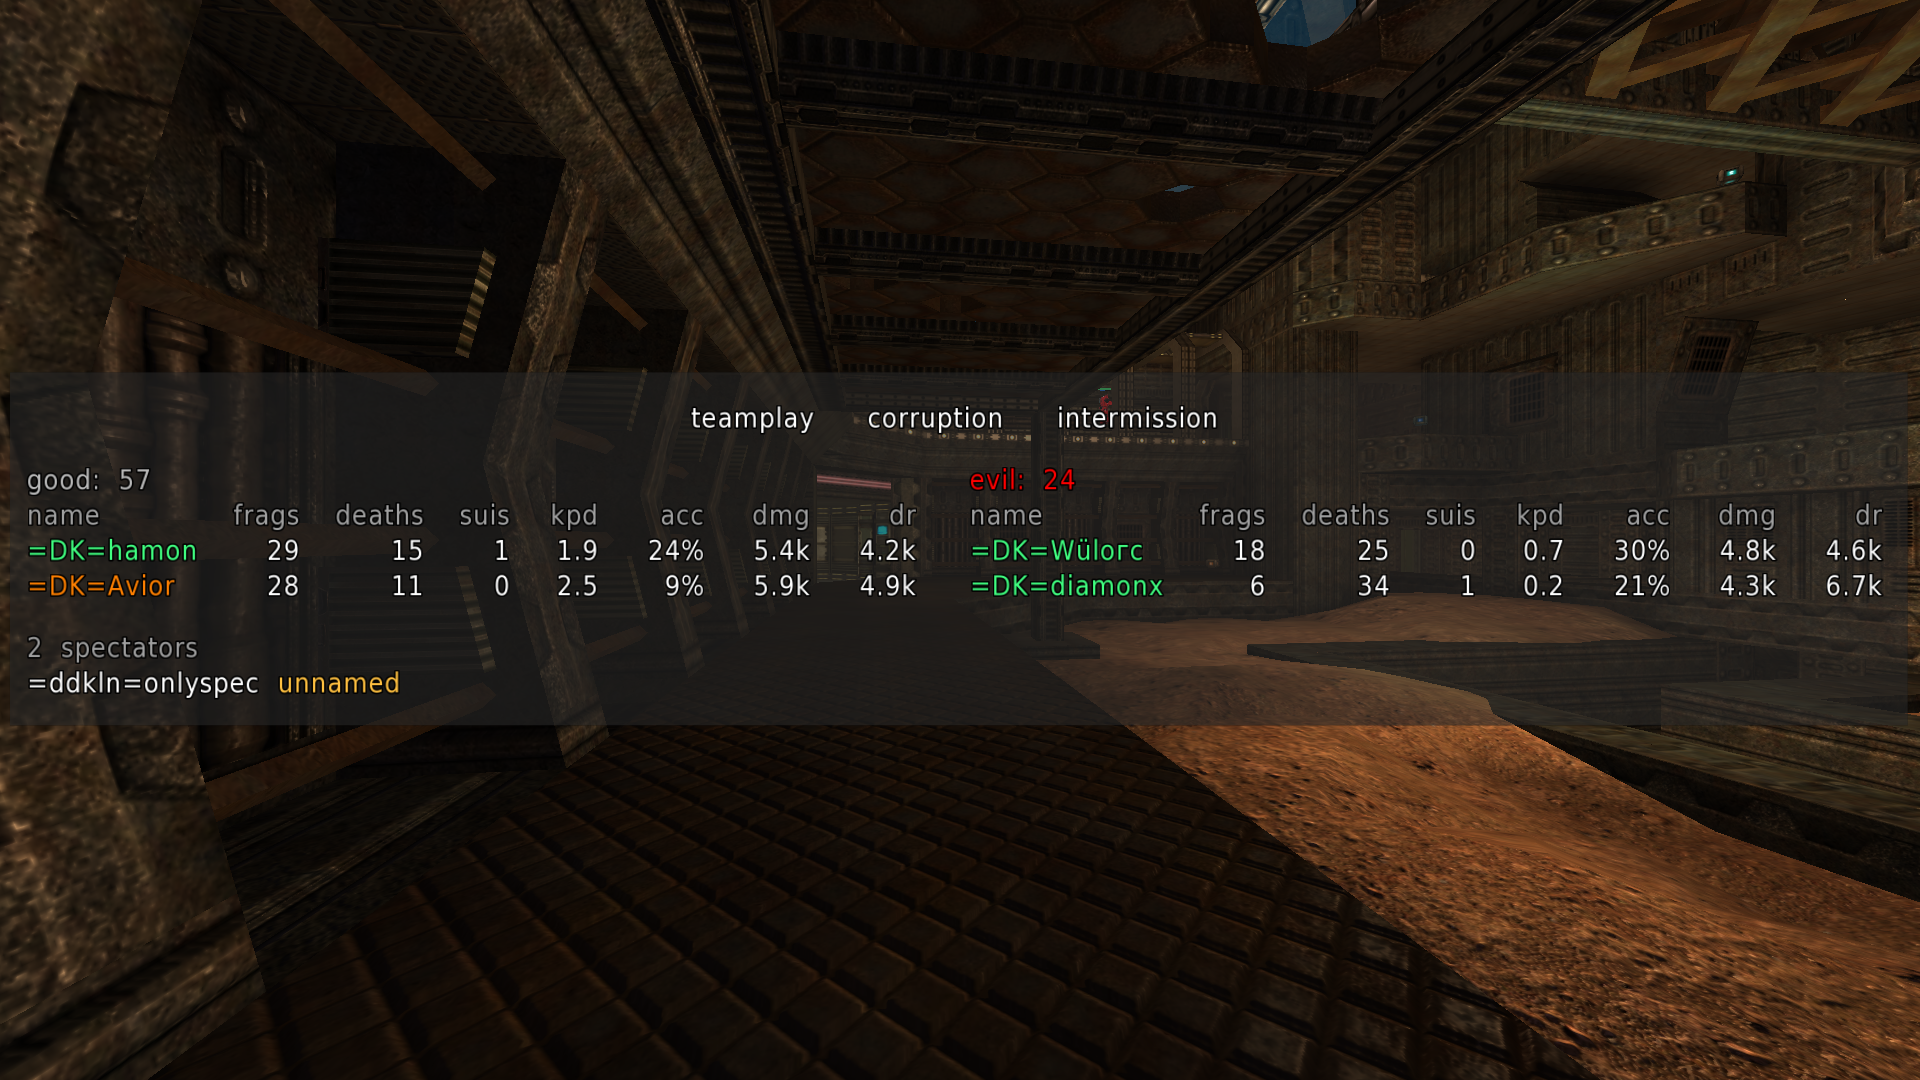 teamplay corruption intermission
good: 57
name frags deaths suis kpd acc dmg dr
=DK=hamon 29 15 1 1.9 24% 5.4k 4.2k
=DK=Avior 28 11 0 2.5 9% 5.9k 4.9k
evil: 24
name frags deaths suis kpd acc dmg dr
=DK=Wülorc 18 25 0 0.7 30% 4.8k 4.6k
=DK=diamonx 6 34 1 0.2 21% 4.3k 6.7k
2 spectators
=ddkln=onlyspec unnamed